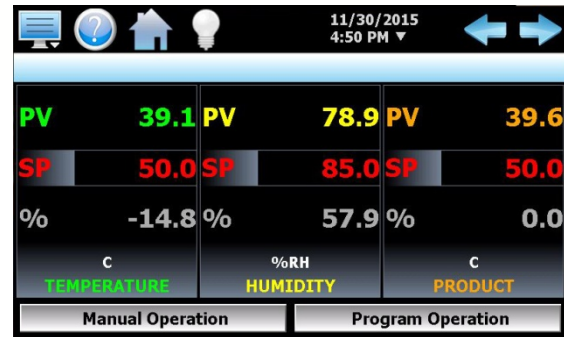 ?
11/30/2015
4:50 PM ▼
PV 39.1 PV 78.9 PV 39.6
SP 50.0 SP 85.0 SP 50.0
% -14.8 % 57.9 % 0.0
C %RH C
TEMPERATURE HUMIDITY PRODUCT
Manual Operation Program Operation